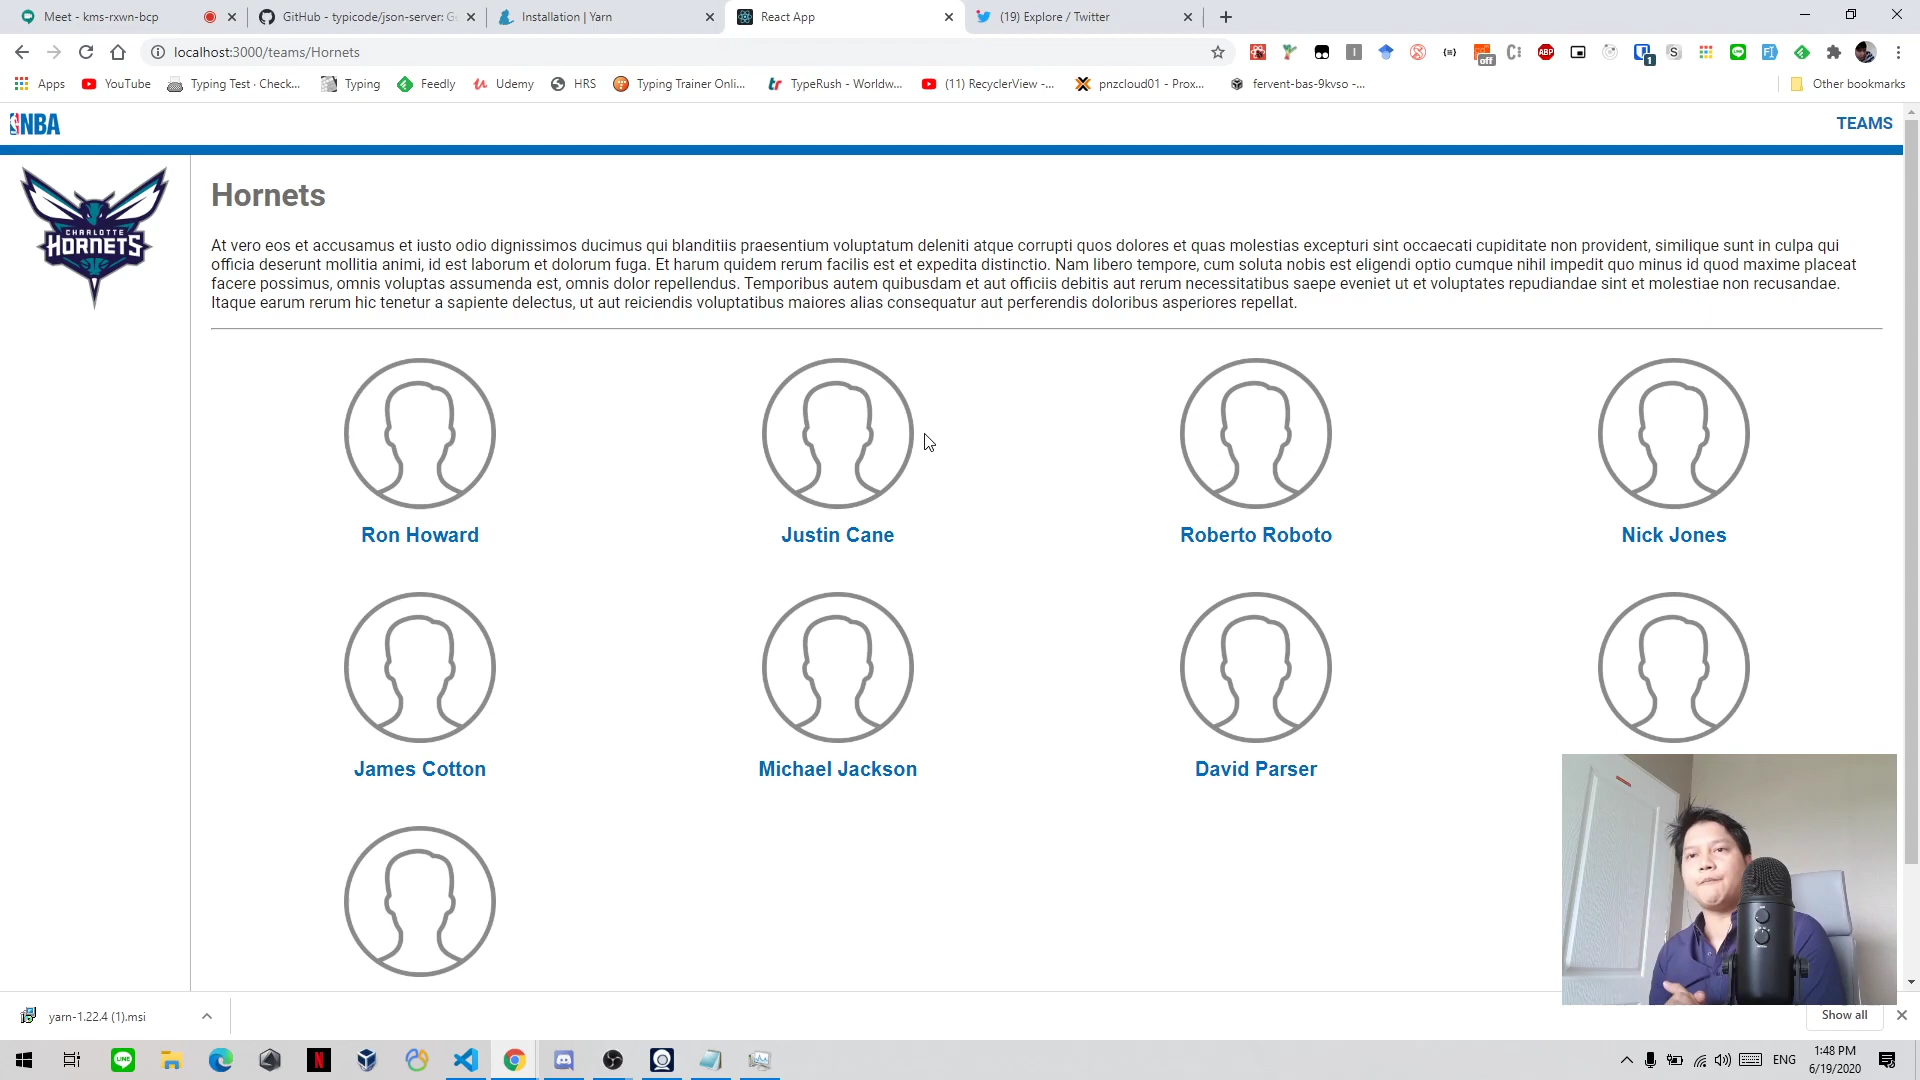 Meet - kms-rxwn-bcp
GitHub - typicode/json-server: G
Installation | Yarn
React App
(19) Explore / Twitter
localhost:3000/teams/Hornets
Apps
YouTube
Typing Test · Check...
Typing
Feedly
Udemy
HRS
Typing Trainer Onli...
TypeRush - Worldw...
(11) RecyclerView -...
pnzcloud01 - Prox...
fervent-bas-9kvso -...
Other bookmarks
off
ABP
1
NBA
TEAMS
CHARLOTTE
HORNETS
Hornets
At vero eos et accusamus et iusto odio dignissimos ducimus qui blanditiis praesentium voluptatum deleniti atque corrupti quos dolores et quas molestias excepturi sint occaecati cupiditate non provident, similique sunt in culpa qui
officia deserunt mollitia animi, id est laborum et dolorum fuga. Et harum quidem rerum facilis est et expedita distinctio. Nam libero tempore, cum soluta nobis est eligendi optio cumque nihil impedit quo minus id quod maxime placeat
facere possimus, omnis voluptas assumenda est, omnis dolor repellendus. Temporibus autem quibusdam et aut officiis debitis aut rerum necessitatibus saepe eveniet ut et voluptates repudiandae sint et molestiae non recusandae.
Itaque earum rerum hic tenetur a sapiente delectus, ut aut reiciendis voluptatibus maiores alias consequatur aut perferendis doloribus asperiores repellat.
Ron Howard
Justin Cane
Roberto Roboto
Nick Jones
James Cotton
Michael Jackson
David Parser
yarn-1.22.4 (1).msi
Show all
LINE
N
ENG
1:48 PM
6/19/2020